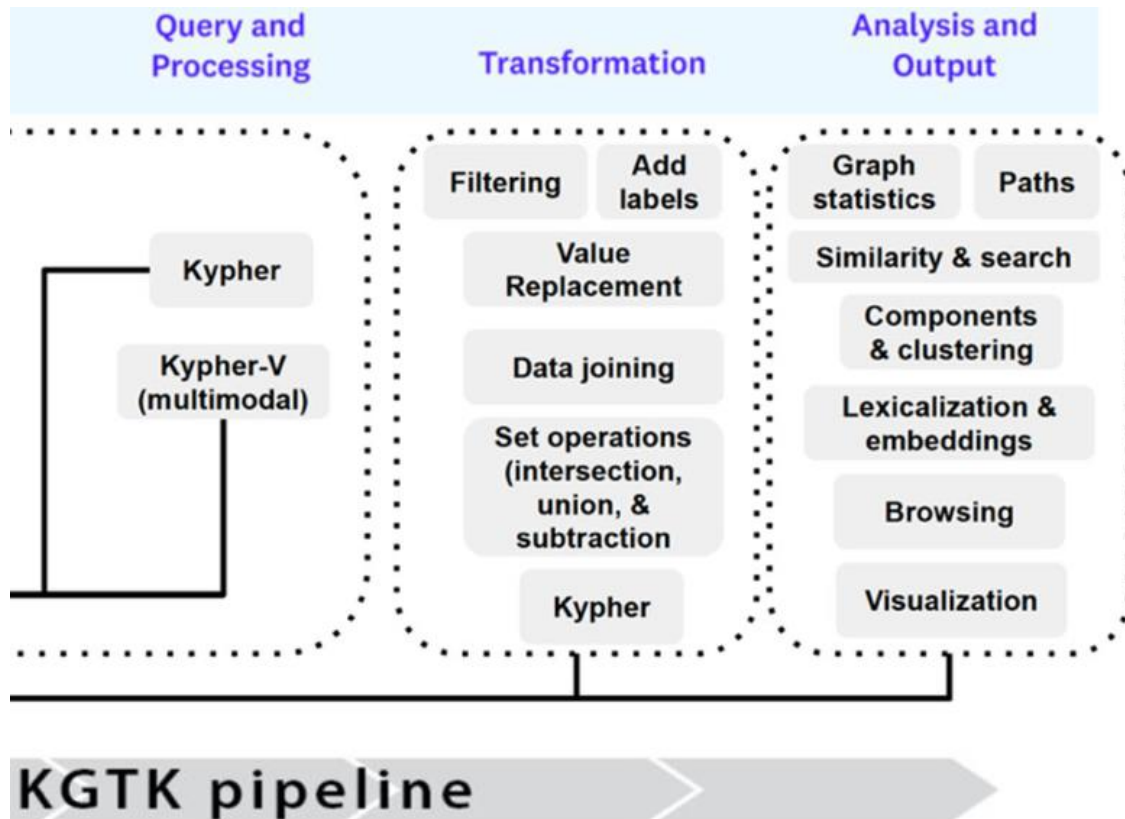 Query and
Processing
Transformation
Analysis and
Output
Kypher
Kypher-V
(multimodal)
Filtering
Add
labels
Value
Replacement
Data joining
Set operations
(intersection,
union, &
subtraction
Kypher
Graph
statistics
Paths
Similarity & search
Components
& clustering
Lexicalization &
embeddings
Browsing
Visualization
KGTK pipeline